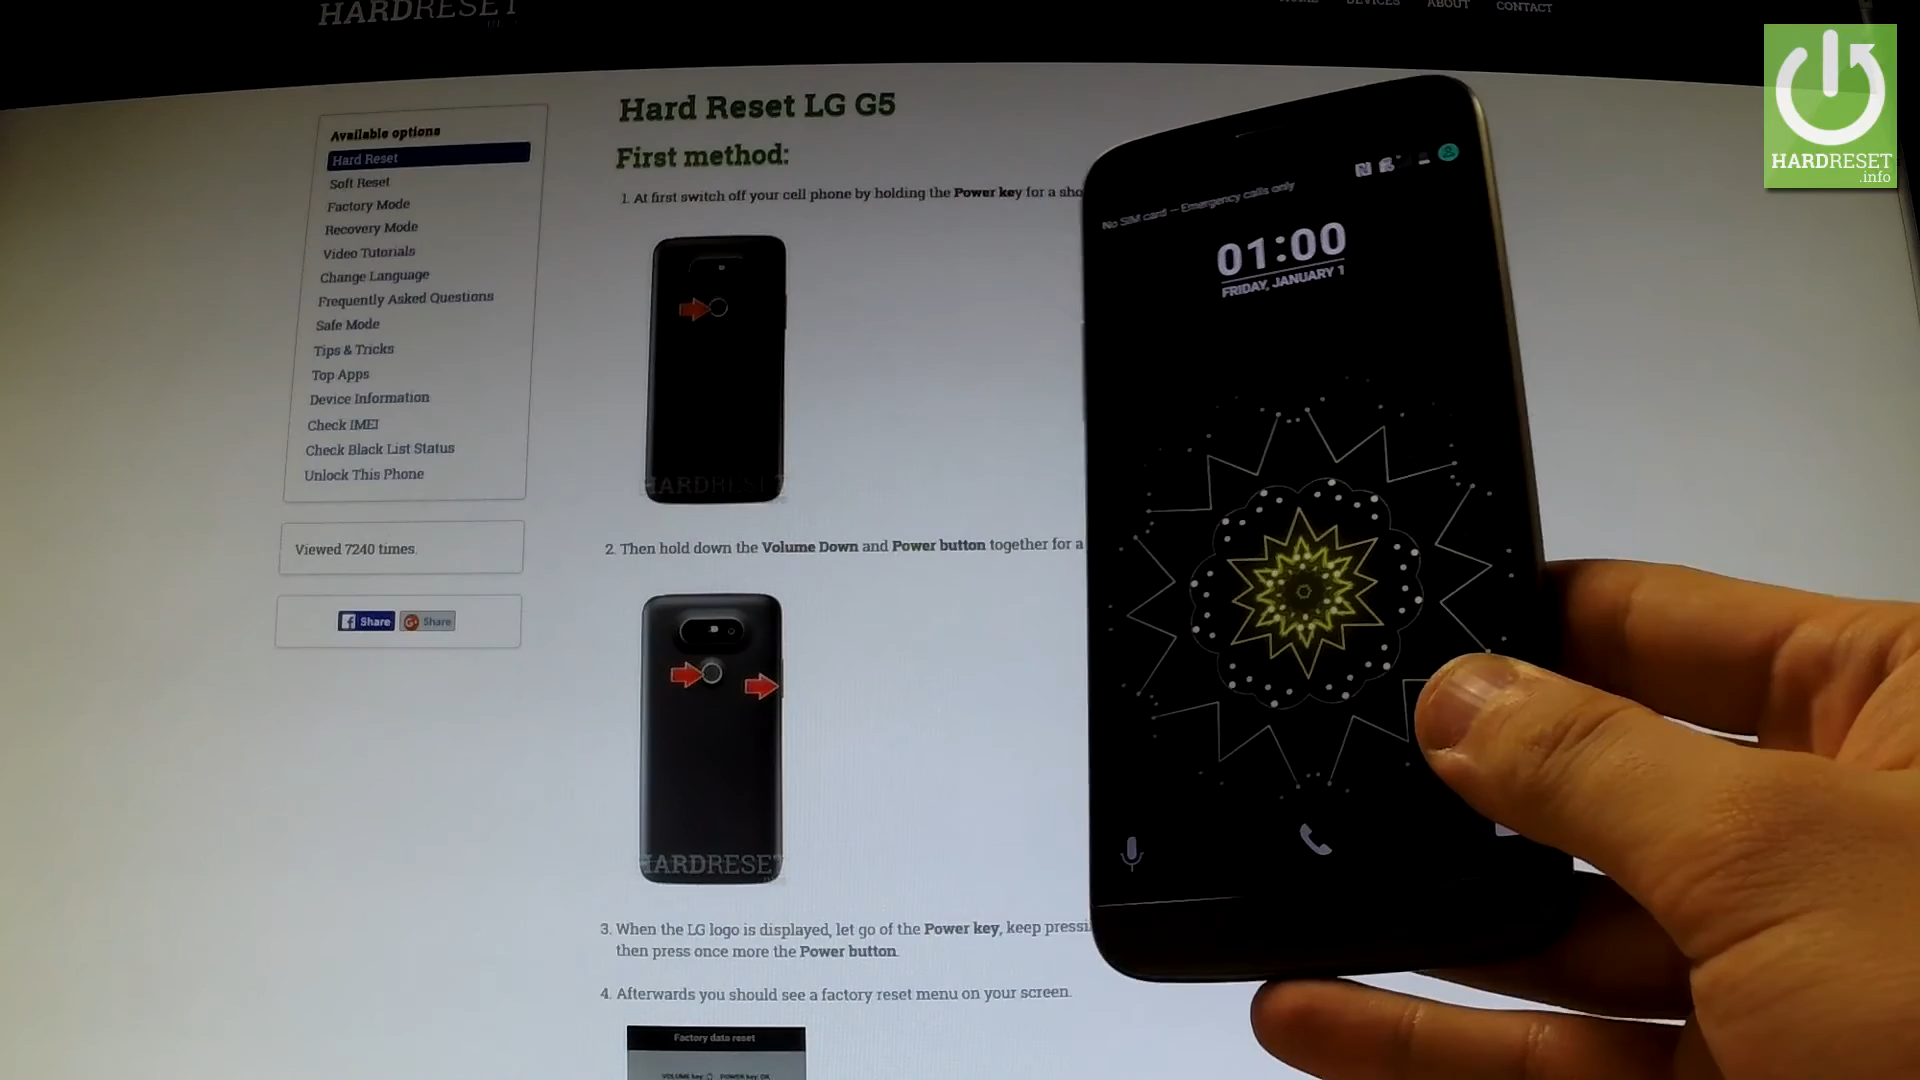 HARDRESET
DEVICES
ABOUT
CONTACT
HARDRESET
.info
Available options
Hard Reset
Soft Reset
Factory Mode
Recovery Mode
Video Tutorials
Change Language
Frequently Asked Questions
Safe Mode
Tips & Tricks
Top Apps
Device Information
Check IMEI
Check Black List Status
Unlock This Phone
Viewed 7240 times.
Share
Share
Hard Reset LG G5
First method:
1. At first switch off your cell phone by holding the Power key for a sho
HARDRESET
2. Then hold down the Volume Down and Power button together for a
HARDRESET
3. When the LG logo is displayed, let go of the Power key, keep pressi
then press once more the Power button.
4. Afterwards you should see a factory reset menu on your screen.
Factory data reset
No SIM card – Emergency calls only
01:00
FRIDAY, JANUARY 1